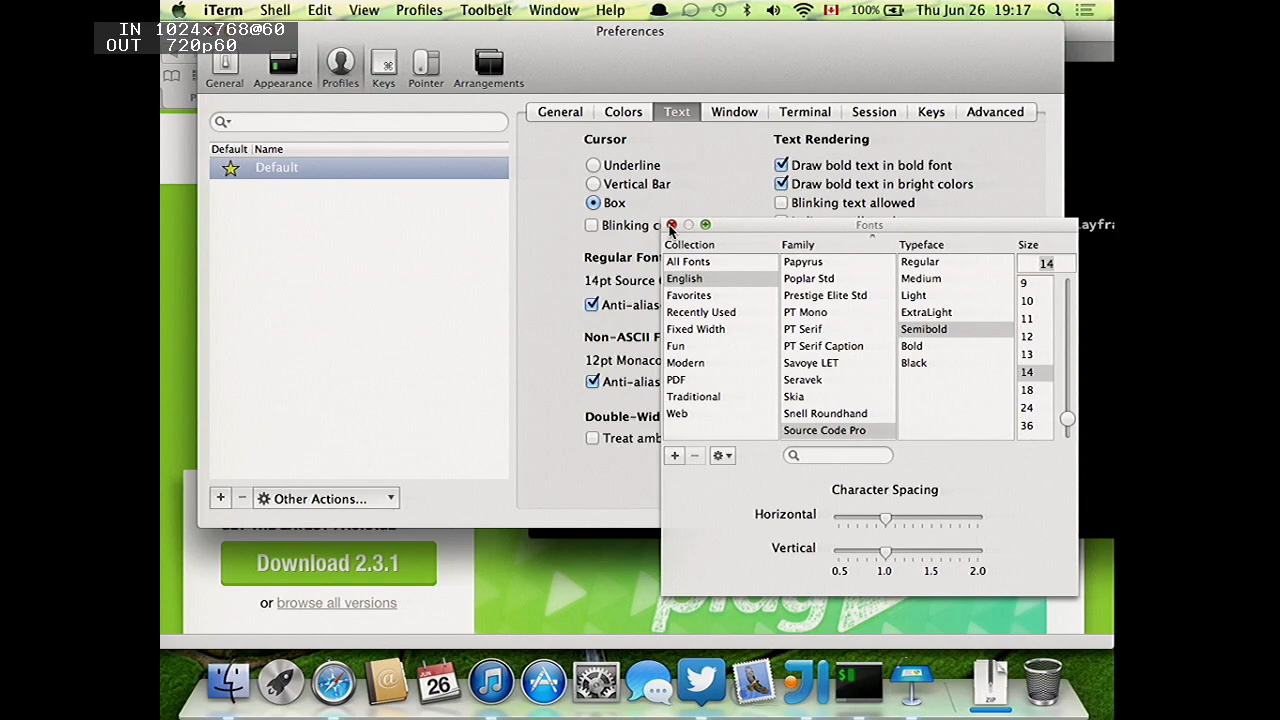 IN 1024x768@60
OUT 720p60
iTerm Shell Edit View Profiles Toolbelt Window Help 100% Thu Jun 26 19:17
Preferences
General Appearance Profiles Keys Pointer Arrangements
General Colors Text Window Terminal Session Keys Advanced
Default Name
Default
Other Actions...
Cursor
Underline
Vertical Bar
Box
Blinking c
Text Rendering
Draw bold text in bold font
Draw bold text in bright colors
Blinking text allowed
Regular Fon
14pt Source
Anti-alias
Non-ASCII F
12pt Monaco
Anti-alias
Double-Wid
Treat amb
Fonts
Collection Family Typeface Size
All Fonts
English
Favorites
Recently Used
Fixed Width
Fun
Modern
PDF
Traditional
Web
Papyrus
Poplar Std
Prestige Elite Std
PT Mono
PT Serif
PT Serif Caption
Savoye LET
Seravek
Skia
Snell Roundhand
Source Code Pro
Regular
Medium
Light
ExtraLight
Semibold
Bold
Black
14
9
10
11
12
13
14
18
24
36
Character Spacing
Horizontal
Vertical
0.5 1.0 1.5 2.0
ayfra
Download 2.3.1
or browse all versions
play
JUN 26
$
ZIP